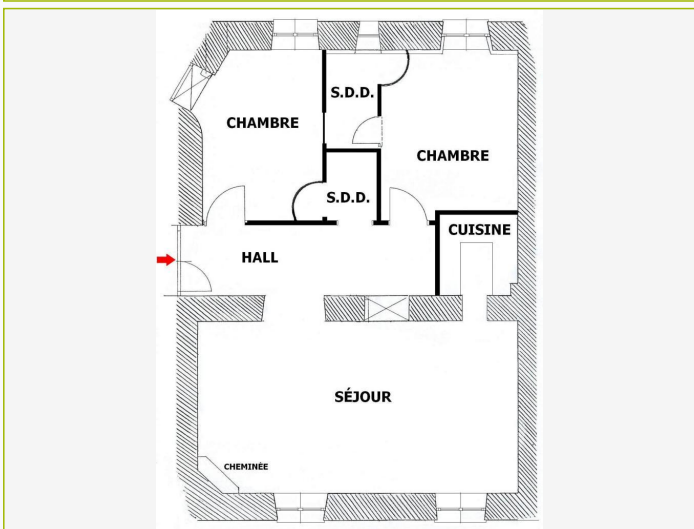 S.D.D.
CHAMBRE
CHAMBRE
S.D.D.
CUISINE
HALL
SÉJOUR
CHEMINÉE